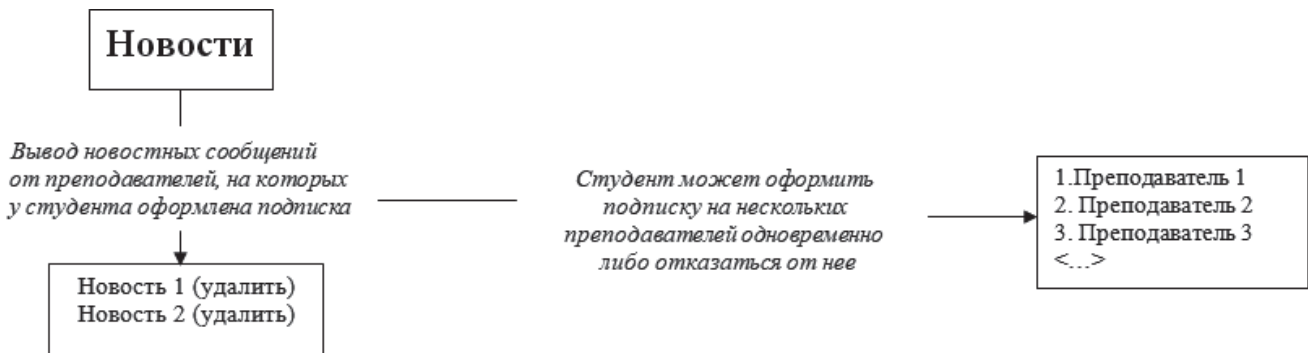 Новости
Вывод новостных сообщений
от преподавателей, на которых
у студента оформлена подписка
Студент может оформить
подписку на нескольких
преподавателей одновременно
либо отказаться от нее
1.Преподаватель 1
2. Преподаватель 2
3. Преподаватель 3
<...>
Новость 1 (удалить)
Новость 2 (удалить)